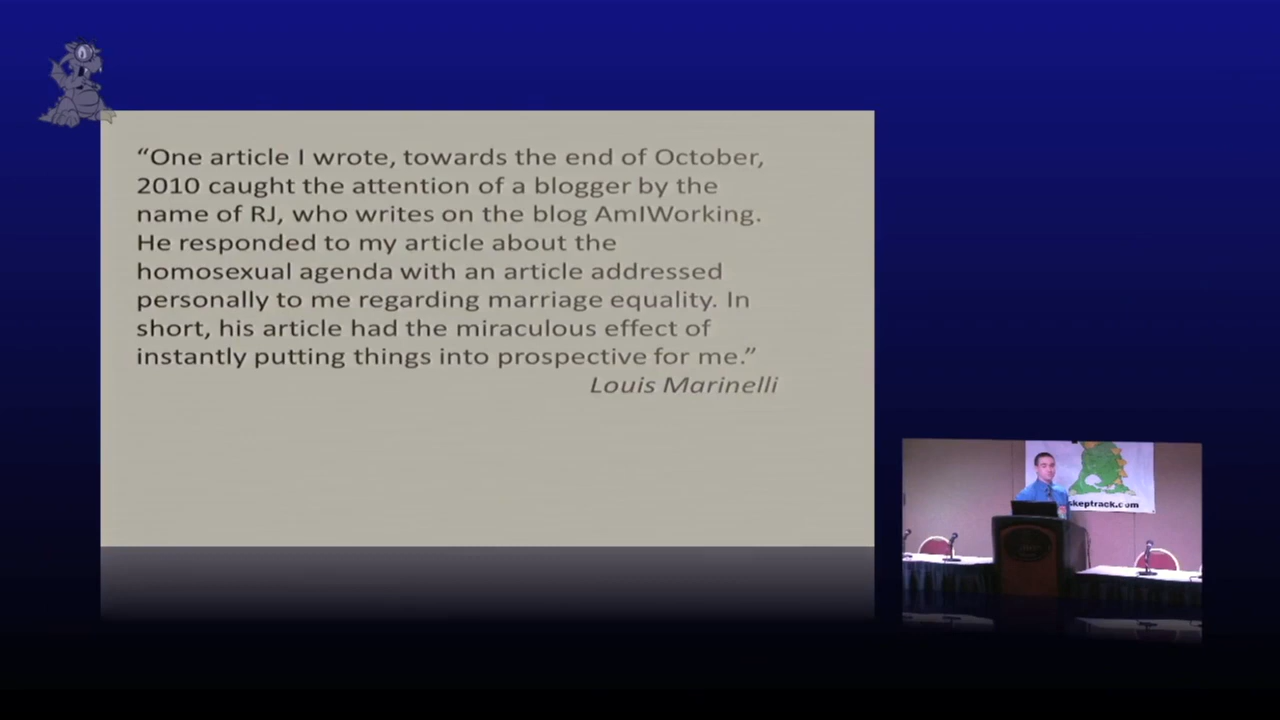 “One article I wrote, towards the end of October,
2010 caught the attention of a blogger by the
name of RJ, who writes on the blog AmIWorking.
He responded to my article about the
homosexual agenda with an article addressed
personally to me regarding marriage equality. In
short, his article had the miraculous effect of
instantly putting things into prospective for me.”
Louis Marinelli
skeptrack.com